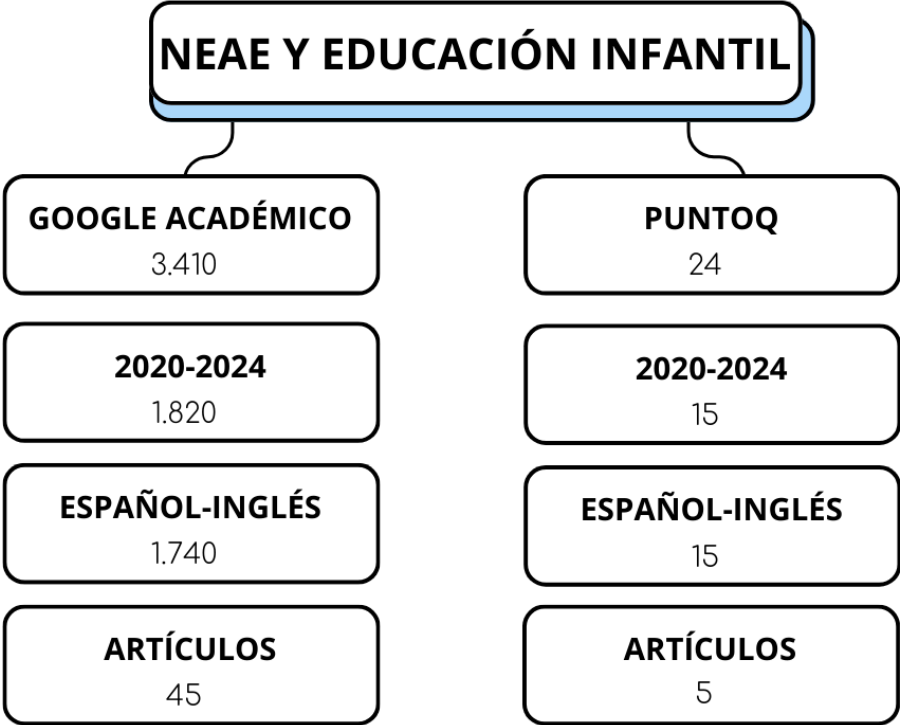 NEAE Y EDUCACIÓN INFANTIL
GOOGLE ACADÉMICO
3.410
2020-2024
1.820
ESPAÑOL-INGLÉS
1.740
ARTÍCULOS
45
PUNTOQ
24
2020-2024
15
ESPAÑOL-INGLÉS
15
ARTÍCULOS
5